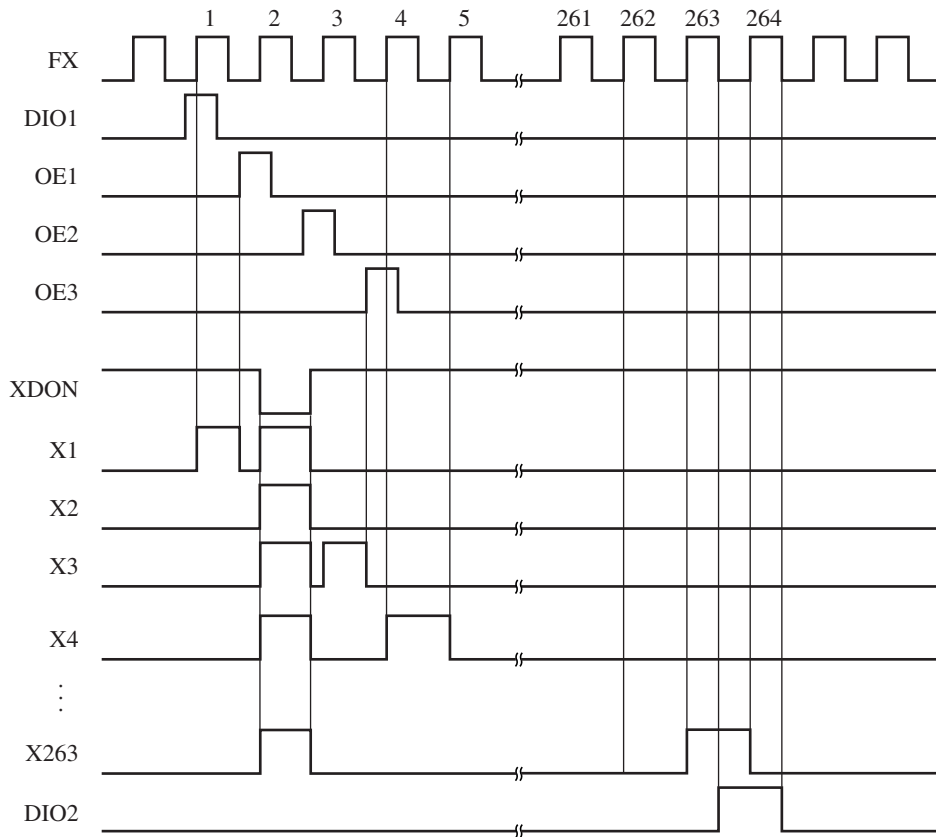 1 2 3 4 5 261 262 263 264
FX
DIO1
OE1
OE2
OE3
XDON
X1
X2
X3
X4
⋮
X263
DIO2